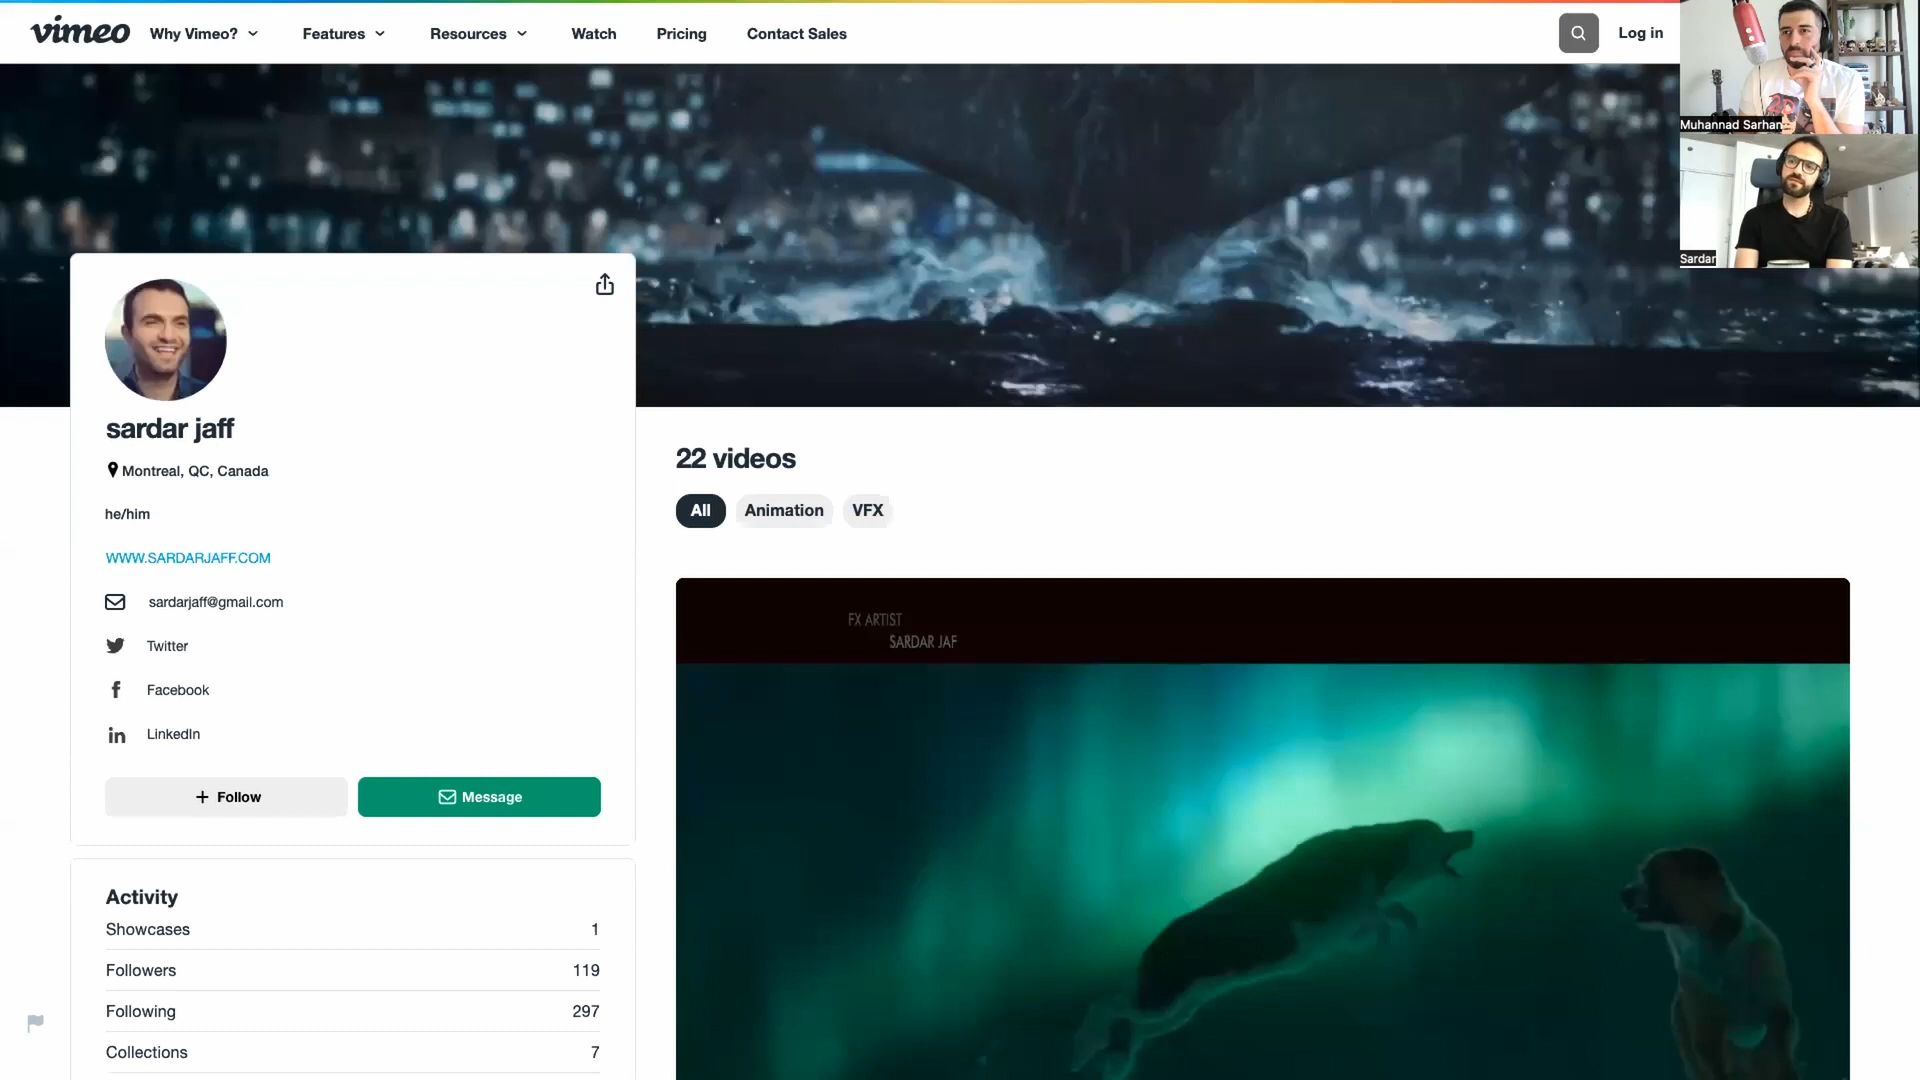 vimeo
Why Vimeo?
Features
Resources
Watch
Pricing
Contact Sales
Log in
Muhannad Sarhan
Sardar
sardar jaff
Montreal, QC, Canada
he/him
WWW.SARDARJAFF.COM
sardarjaff@gmail.com
Twitter
Facebook
LinkedIn
+ Follow
Message
Activity
Showcases 1
Followers 119
Following 297
Collections 7
22 videos
All
Animation
VFX
FX ARTIST
SARDAR JAF